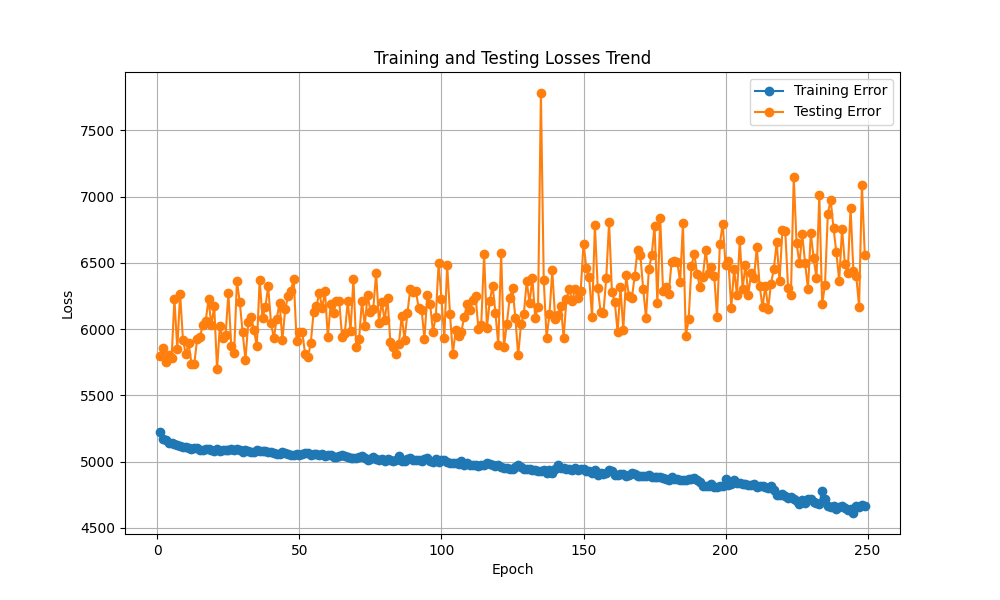 Training and Testing Losses Trend
Training Error
Testing Error
7500
7000
6500
6000
5500
5000
4500
Loss
0
50
100
150
200
250
Epoch